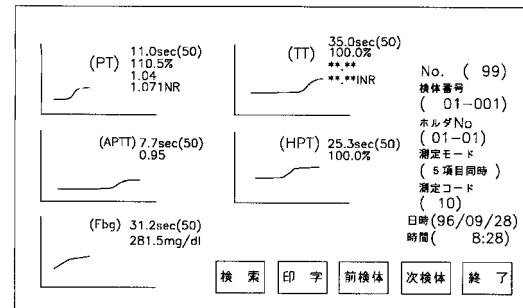 (PT) 11.0sec(50)
110.5%
1.04
1.071NR
(TT) 35.0sec(50)
100.0%
**.**
**.**INR
(APTT) 7.7sec(50)
0.95
(HPT) 25.3sec(50)
100.0%
(Fbg) 31.2sec(50)
281.5mg/dl
No. ( 99)
検体番号
( 01-001)
ホルダNo
( 01-01)
測定モード
( 5項目同時 )
測定コード
( 10)
日時(96/09/28)
時間( 8:28)
検 索 印 字 前検体 次検体 終 了